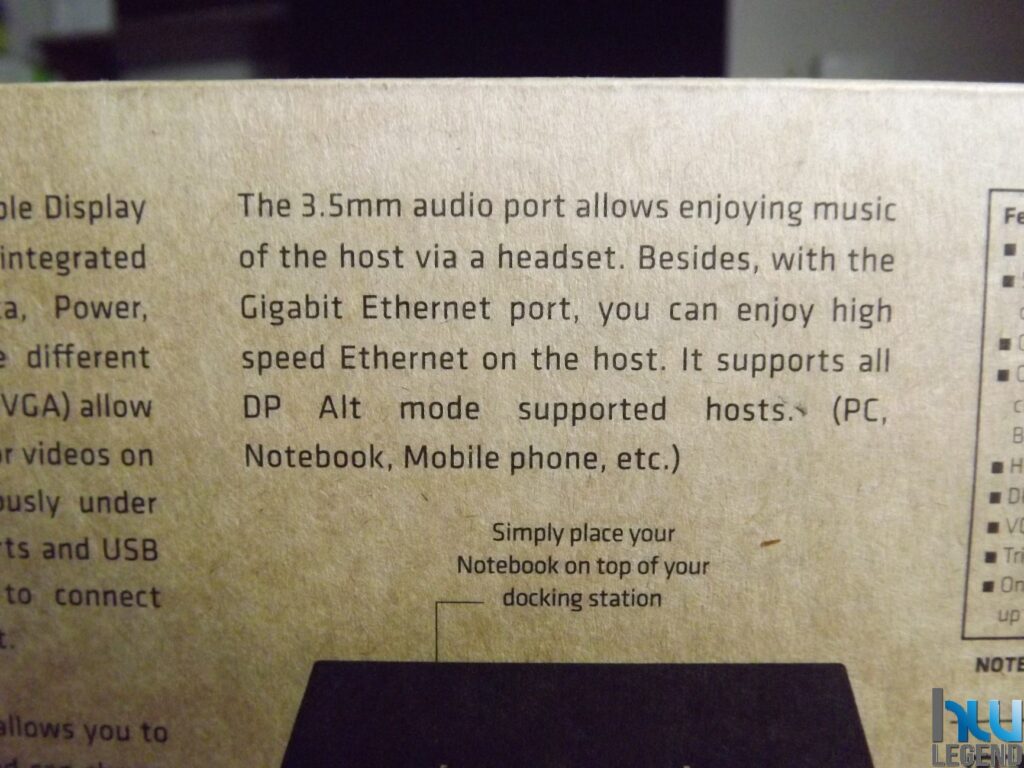 Display
integrated
Power,
different
VGA) allow
videos on
under
and USB
to connect
allows you to
The 3.5mm audio port allows enjoying music
of the host via a headset. Besides, with the
Gigabit Ethernet port, you can enjoy high
speed Ethernet on the host. It supports all
DP Alt mode supported hosts. (PC,
Notebook, Mobile phone, etc.)
Simply place your
Notebook on top of your
docking station
up
NOTE
LEGEND